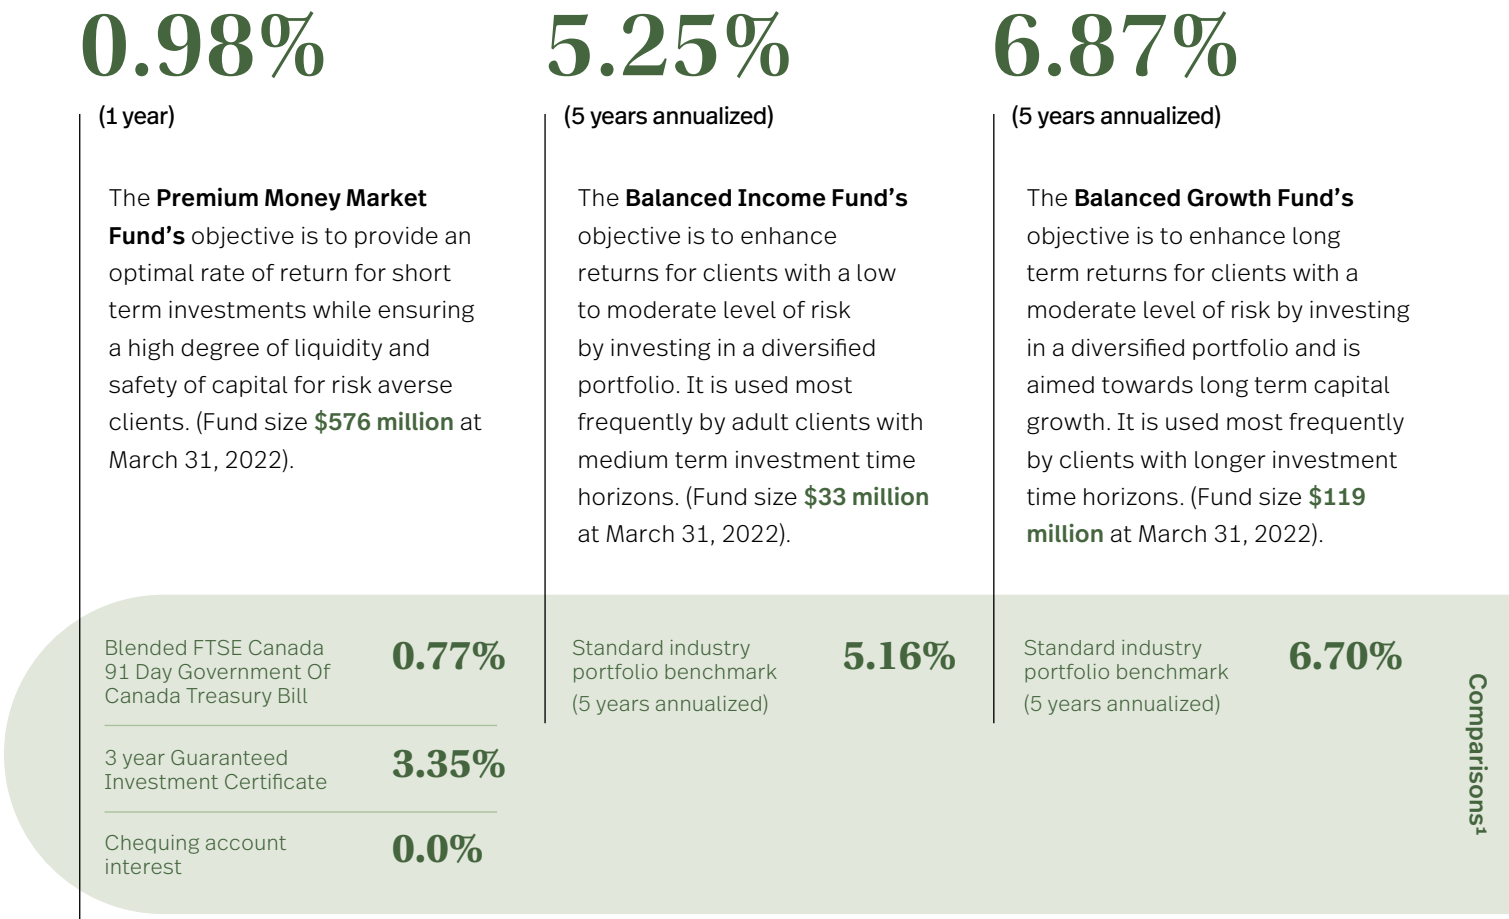 0.98%
(1 year)
The Premium Money Market
Fund’s objective is to provide an
optimal rate of return for short
term investments while ensuring
a high degree of liquidity and
safety of capital for risk averse
clients. (Fund size $576 million at
March 31, 2022).
Blended FTSE Canada
91 Day Government Of
Canada Treasury Bill
0.77%
3 year Guaranteed
Investment Certificate
3.35%
Chequing account
interest
0.0%
5.25%
(5 years annualized)
The Balanced Income Fund’s
objective is to enhance
returns for clients with a low
to moderate level of risk
by investing in a diversified
portfolio. It is used most
frequently by adult clients with
medium term investment time
horizons. (Fund size $33 million
at March 31, 2022).
Standard industry
portfolio benchmark
(5 years annualized)
5.16%
6.87%
(5 years annualized)
The Balanced Growth Fund’s
objective is to enhance long
term returns for clients with a
moderate level of risk by investing
in a diversified portfolio and is
aimed towards long term capital
growth. It is used most frequently
by clients with longer investment
time horizons. (Fund size $119
million at March 31, 2022).
Standard industry
portfolio benchmark
(5 years annualized)
6.70%
Comparisons¹